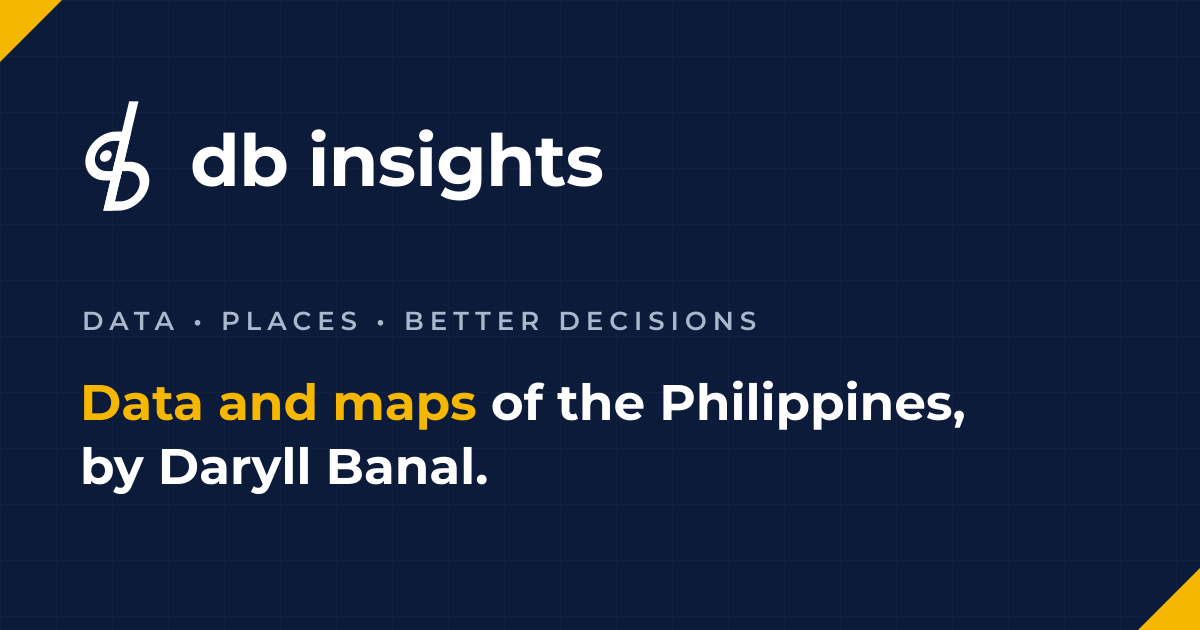 db insights
DATA • PLACES • BETTER DECISIONS
Data and maps of the Philippines,
by Daryll Banal.